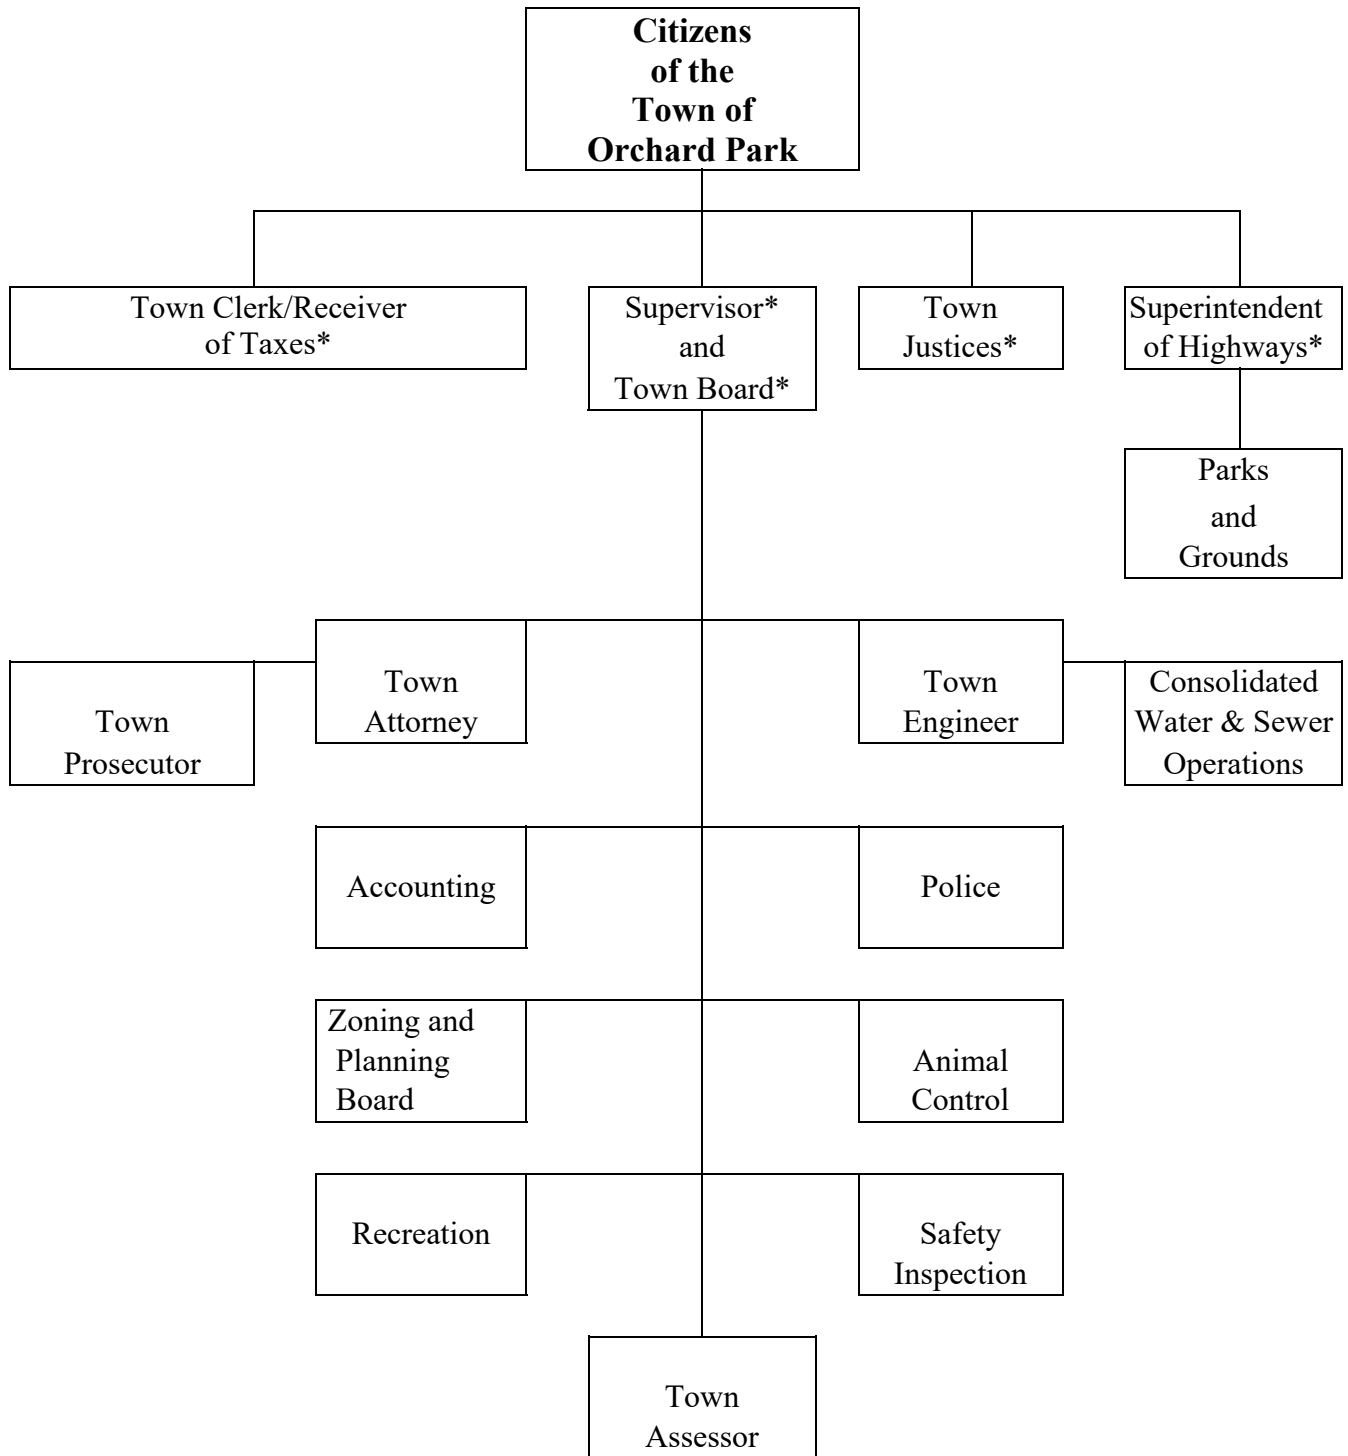 Citizens
of the
Town of
Orchard Park
Town Clerk/Receiver
of Taxes*
Supervisor*
and
Town Board*
Town
Justices*
Superintendent
of Highways*
Parks
and
Grounds
Town
Prosecutor
Town
Attorney
Town
Engineer
Consolidated
Water & Sewer
Operations
Accounting
Police
Zoning and
Planning
Board
Animal
Control
Recreation
Safety
Inspection
Town
Assessor